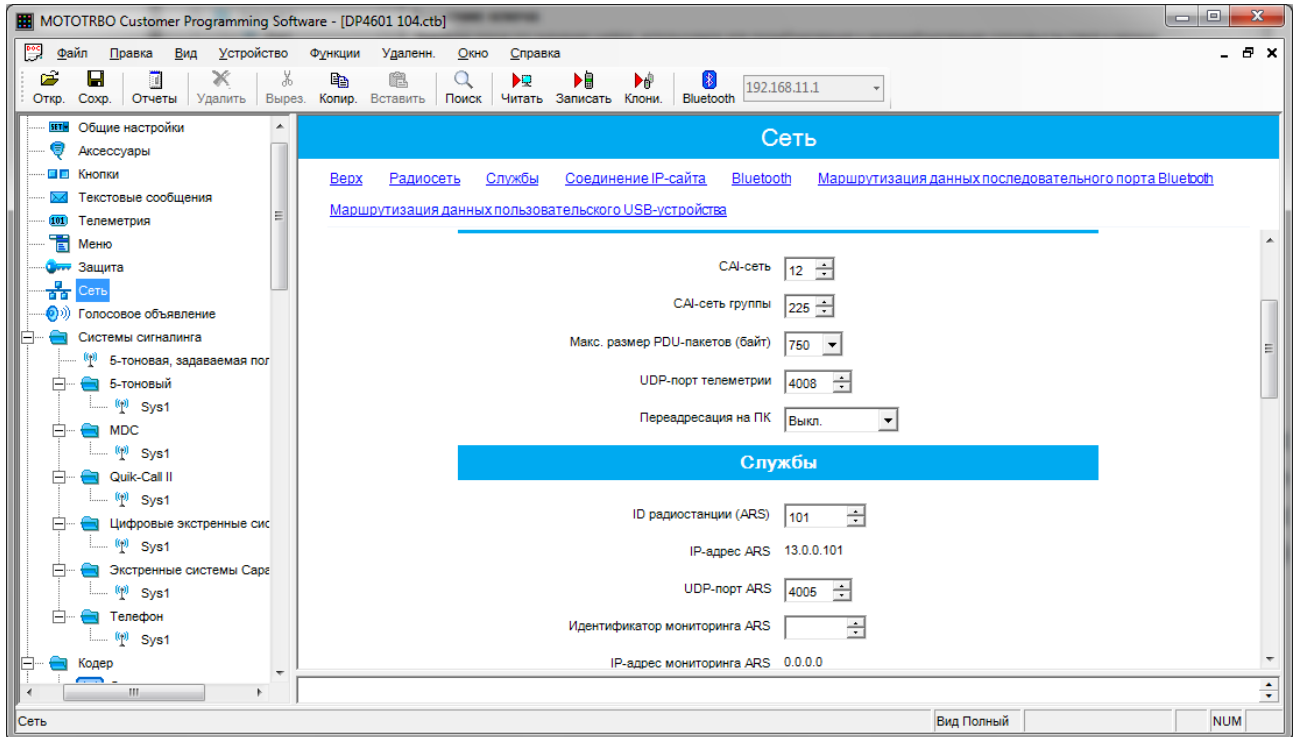 MOTOTRBO Customer Programming Software - [DP4601 104.ctb]
Файл Правка Вид Устройство Функции Удаленн. Окно Справка
Откр. Сохр. Отчеты Удалить Вырез. Копир. Вставить Поиск Читать Записать Клони. Bluetooth 192.168.11.1
Общие настройки
Аксессуары
Кнопки
Текстовые сообщения
Телеметрия
Меню
Защита
Сеть
Голосовое объявление
Системы сигналинга
5-тоновая, задаваемая пол
5-тоновый
Sys1
MDC
Sys1
Quik-Call II
Sys1
Цифровые экстренные сис
Sys1
Экстренные системы Capa
Sys1
Телефон
Sys1
Кодер
Сеть
Верх Радиосеть Службы Соединение IP-сайта Bluetooth Маршрутизация данных последовательного порта Bluetooth
Маршрутизация данных пользовательского USB-устройства
CAI-сеть 12
CAI-сеть группы 225
Макс. размер PDU-пакетов (байт) 750
UDP-порт телеметрии 4008
Переадресация на ПК Выкл.
Службы
ID радиостанции (ARS) 101
IP-адрес ARS 13.0.0.101
UDP-порт ARS 4005
Идентификатор мониторинга ARS
IP-адрес мониторинга ARS 0.0.0.0
Сеть Вид Полный NUM